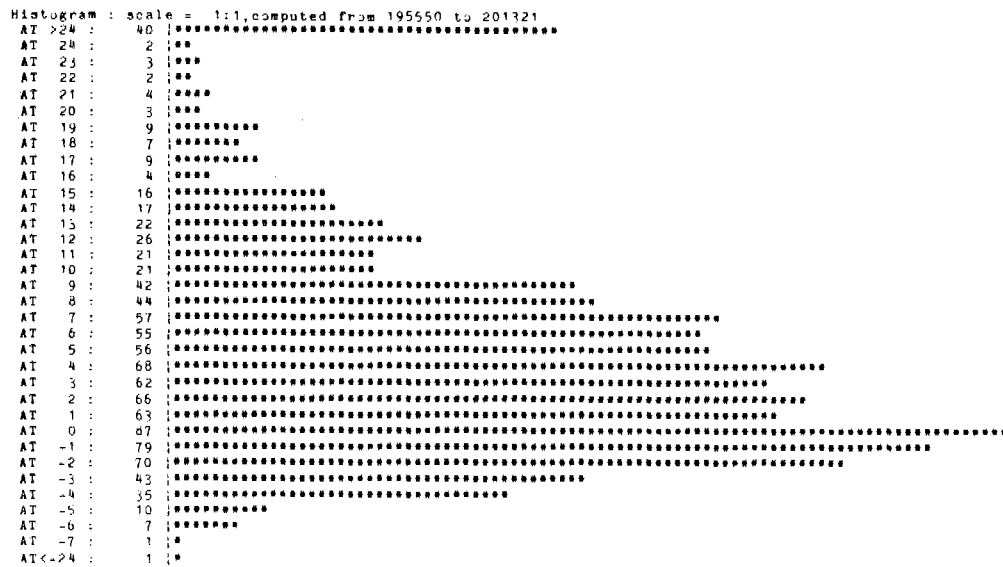 Histogram : scale = 1:1,computed from 195550 to 201321
AT >24 : 40 |****************************************
AT 24 : 2 |**
AT 23 : 3 |***
AT 22 : 2 |**
AT 21 : 4 |****
AT 20 : 3 |***
AT 19 : 9 |*********
AT 18 : 7 |*******
AT 17 : 9 |*********
AT 16 : 4 |****
AT 15 : 16 |****************
AT 14 : 17 |*****************
AT 13 : 22 |**********************
AT 12 : 26 |**************************
AT 11 : 21 |*********************
AT 10 : 21 |*********************
AT 9 : 42 |******************************************
AT 8 : 44 |********************************************
AT 7 : 57 |*********************************************************
AT 6 : 55 |*******************************************************
AT 5 : 56 |********************************************************
AT 4 : 68 |********************************************************************
AT 3 : 62 |**************************************************************
AT 2 : 66 |******************************************************************
AT 1 : 63 |***************************************************************
AT 0 : 87 |***************************************************************************************
AT -1 : 79 |*******************************************************************************
AT -2 : 70 |**********************************************************************
AT -3 : 43 |*******************************************
AT -4 : 35 |***********************************
AT -5 : 10 |**********
AT -6 : 7 |*******
AT -7 : 1 |*
AT<-24 : 1 |*